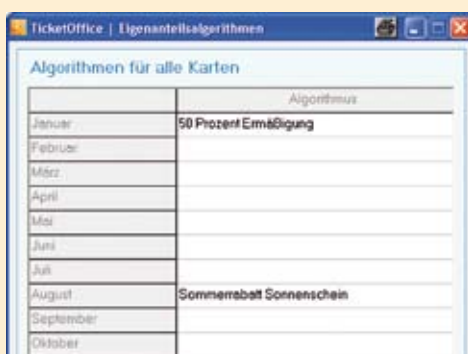 TicketOffice | Eigenanteilsalgorithmen
Algorithmen für alle Karten
Algorithmus
Januar 50 Prozent Ermäßigung
Februar
März
April
Mai
Juni
Juli
August Sommerrabatt Sonnenschein
September
Oktober